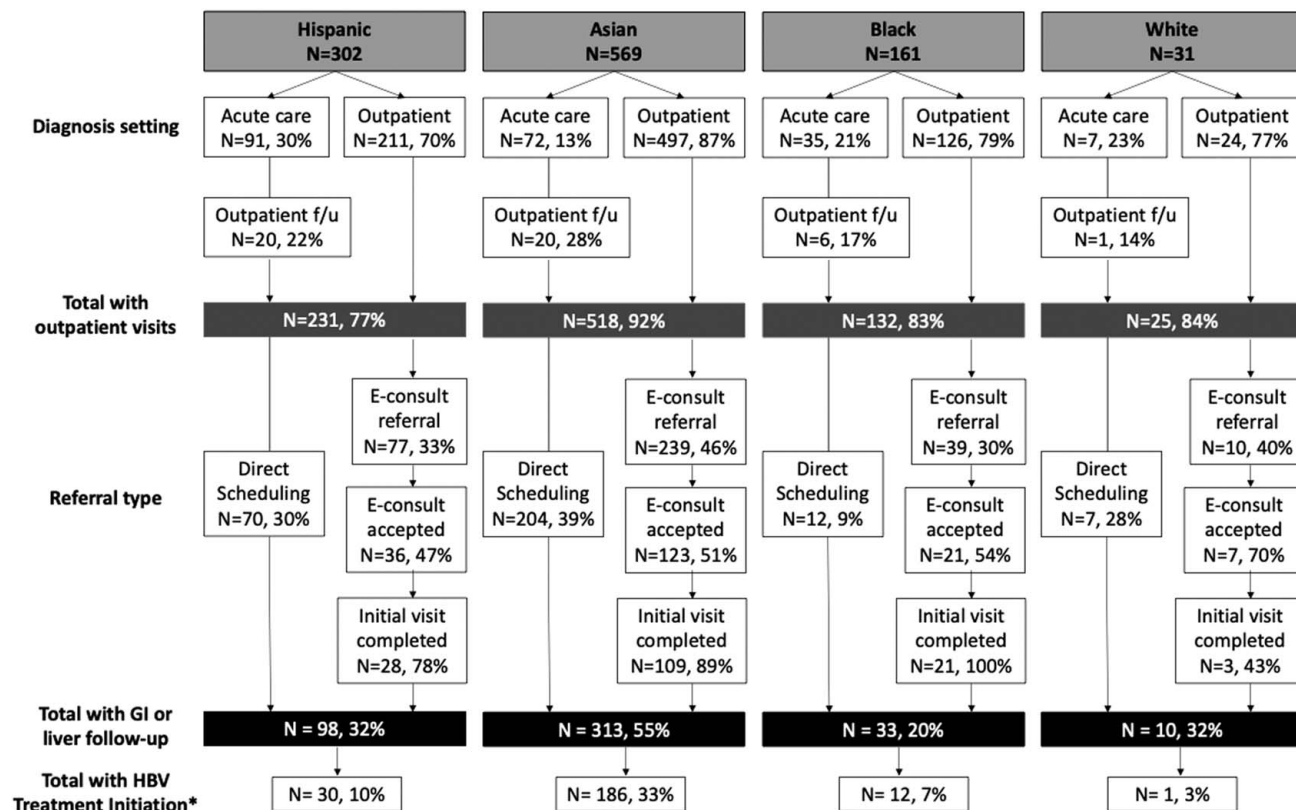 Hispanic
N=302
Asian
N=569
Black
N=161
White
N=31
Diagnosis setting
Acute care
N=91, 30%
Outpatient
N=211, 70%
Acute care
N=72, 13%
Outpatient
N=497, 87%
Acute care
N=35, 21%
Outpatient
N=126, 79%
Acute care
N=7, 23%
Outpatient
N=24, 77%
Outpatient f/u
N=20, 22%
Outpatient f/u
N=20, 28%
Outpatient f/u
N=6, 17%
Outpatient f/u
N=1, 14%
Total with
outpatient visits
N=231, 77%
N=518, 92%
N=132, 83%
N=25, 84%
Referral type
Direct
Scheduling
N=70, 30%
E-consult
referral
N=77, 33%
E-consult
accepted
N=36, 47%
Initial visit
completed
N=28, 78%
Direct
Scheduling
N=204, 39%
E-consult
referral
N=239, 46%
E-consult
accepted
N=123, 51%
Initial visit
completed
N=109, 89%
Direct
Scheduling
N=12, 9%
E-consult
referral
N=39, 30%
E-consult
accepted
N=21, 54%
Initial visit
completed
N=21, 100%
Direct
Scheduling
N=7, 28%
E-consult
referral
N=10, 40%
E-consult
accepted
N=7, 70%
Initial visit
completed
N=3, 43%
Total with GI or
liver follow-up
N = 98, 32%
N = 313, 55%
N = 33, 20%
N = 10, 32%
Total with HBV
Treatment Initiation*
N= 30, 10%
N= 186, 33%
N= 12, 7%
N= 1, 3%